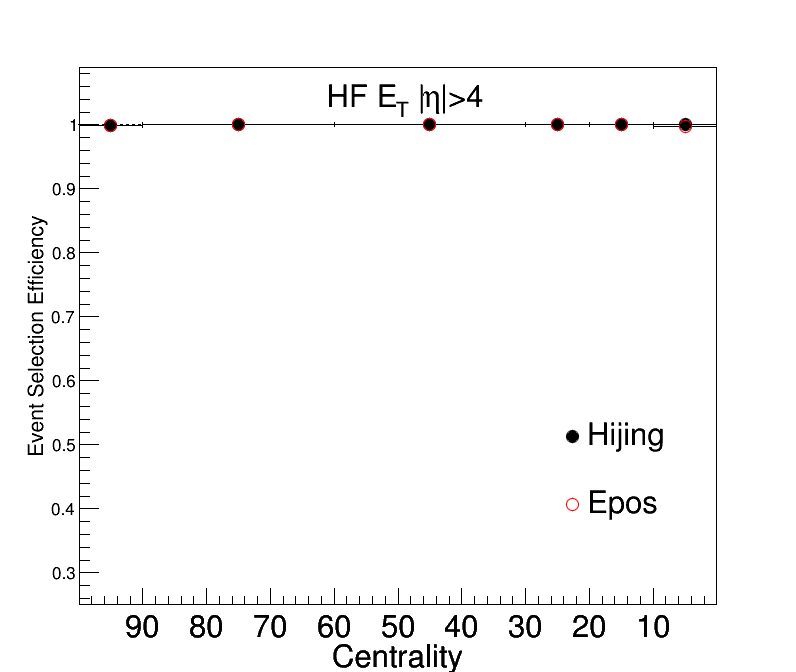 HF E_T |η|>4
1
0.9
0.8
0.7
0.6
0.5
0.4
0.3
Event Selection Efficiency
Hijing
Epos
90 80 70 60 50 40 30 20 10
Centrality